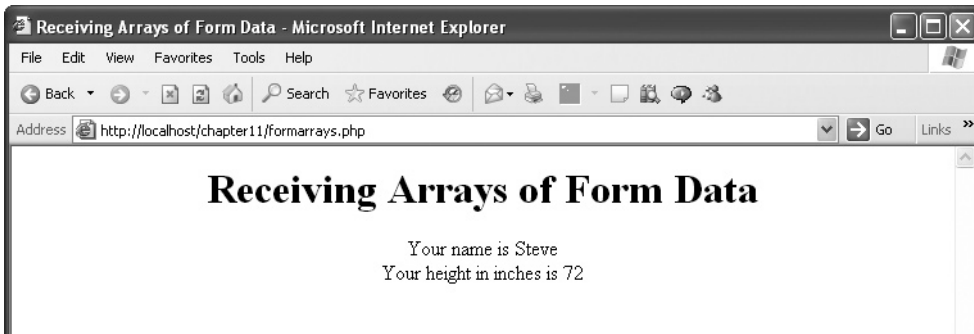 Receiving Arrays of Form Data - Microsoft Internet Explorer
File Edit View Favorites Tools Help
Back Search Favorites
Address http://localhost/chapter11/formarrays.php Go Links »
Receiving Arrays of Form Data
Your name is Steve
Your height in inches is 72